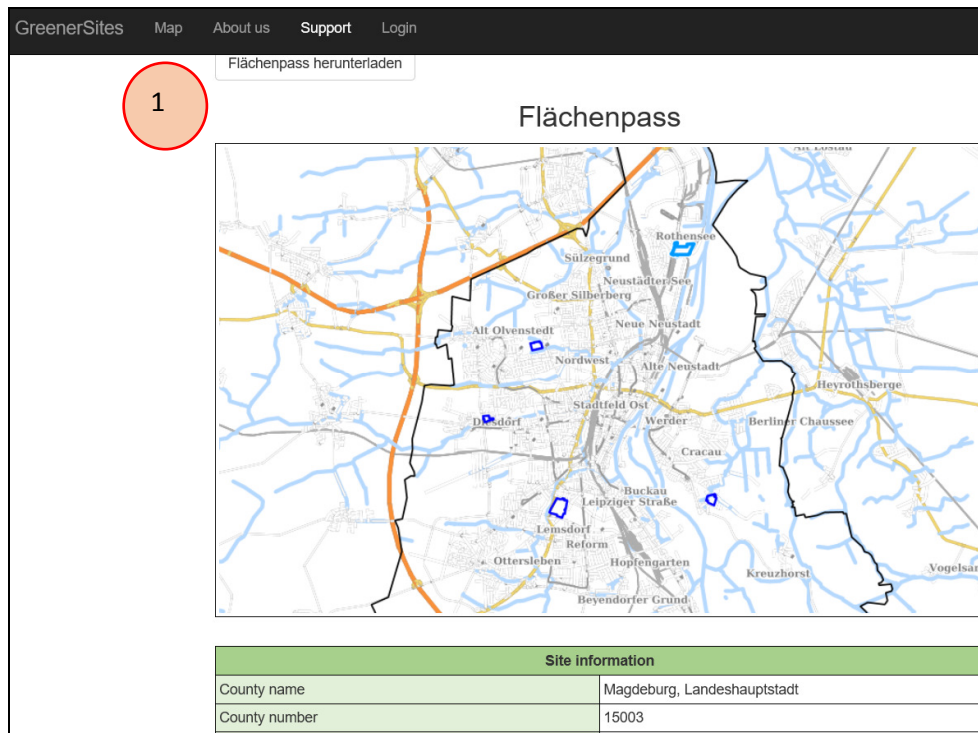 GreenerSites Map About us Support Login
Flächenpass herunterladen
1
Flächenpass
Rothensee
Sülzegrund
Neustädter See
Großer Silberberg
Neue Neustadt
Alt Olvenstedt
Nordwest
Alte Neustadt
Heyrothsberge
Stadtfeld Ost
Diesdorf
Werder
Berliner Chaussee
Cracau
Buckau
Leipziger Straße
Lemsdorf
Reform
Ottersleben
Hopfengarten
Kreuzhorst
Beyendorfer Grund
Site information
County name Magdeburg, Landeshauptstadt
County number 15003